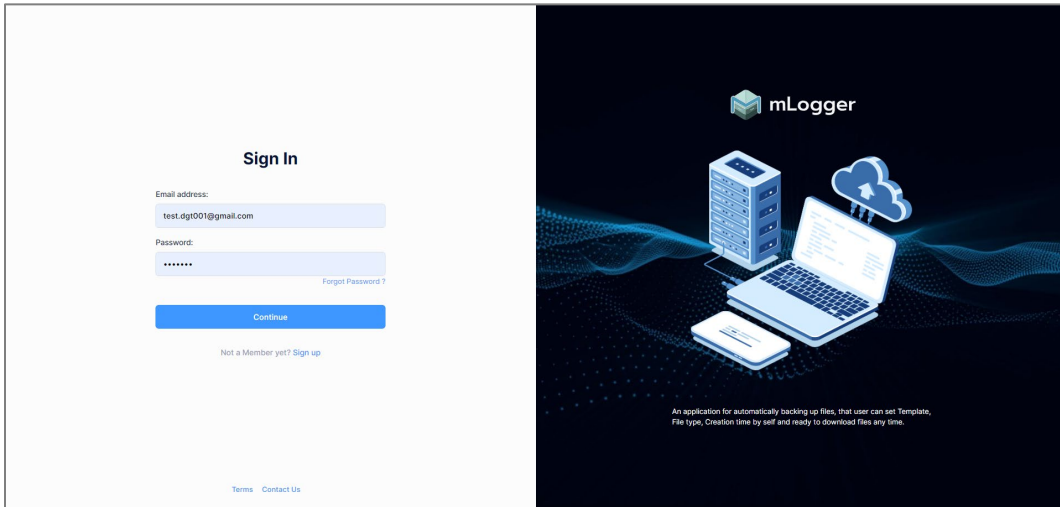 Sign In
Email address:
test.dgt001@gmail.com
Password:
•••••••
Forgot Password ?
Continue
Not a Member yet? Sign up
Terms Contact Us
mLogger
An application for automatically backing up files, that user can set Template,
File type, Creation time by self and ready to download files any time.